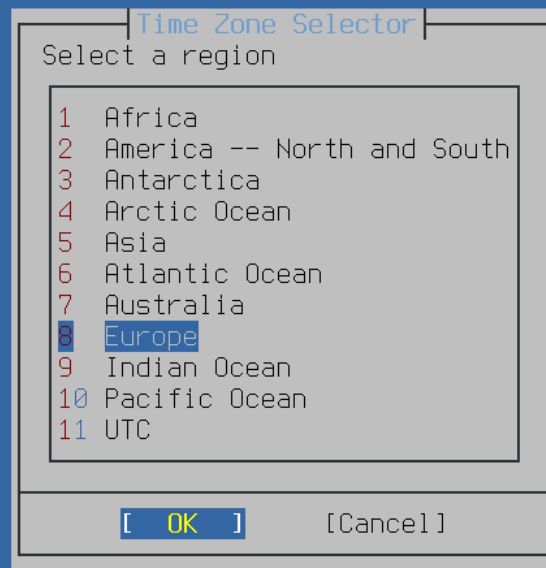 Time Zone Selector
Select a region
1 Africa
2 America -- North and South
3 Antarctica
4 Arctic Ocean
5 Asia
6 Atlantic Ocean
7 Australia
8 Europe
9 Indian Ocean
10 Pacific Ocean
11 UTC
[ OK ] [Cancel]